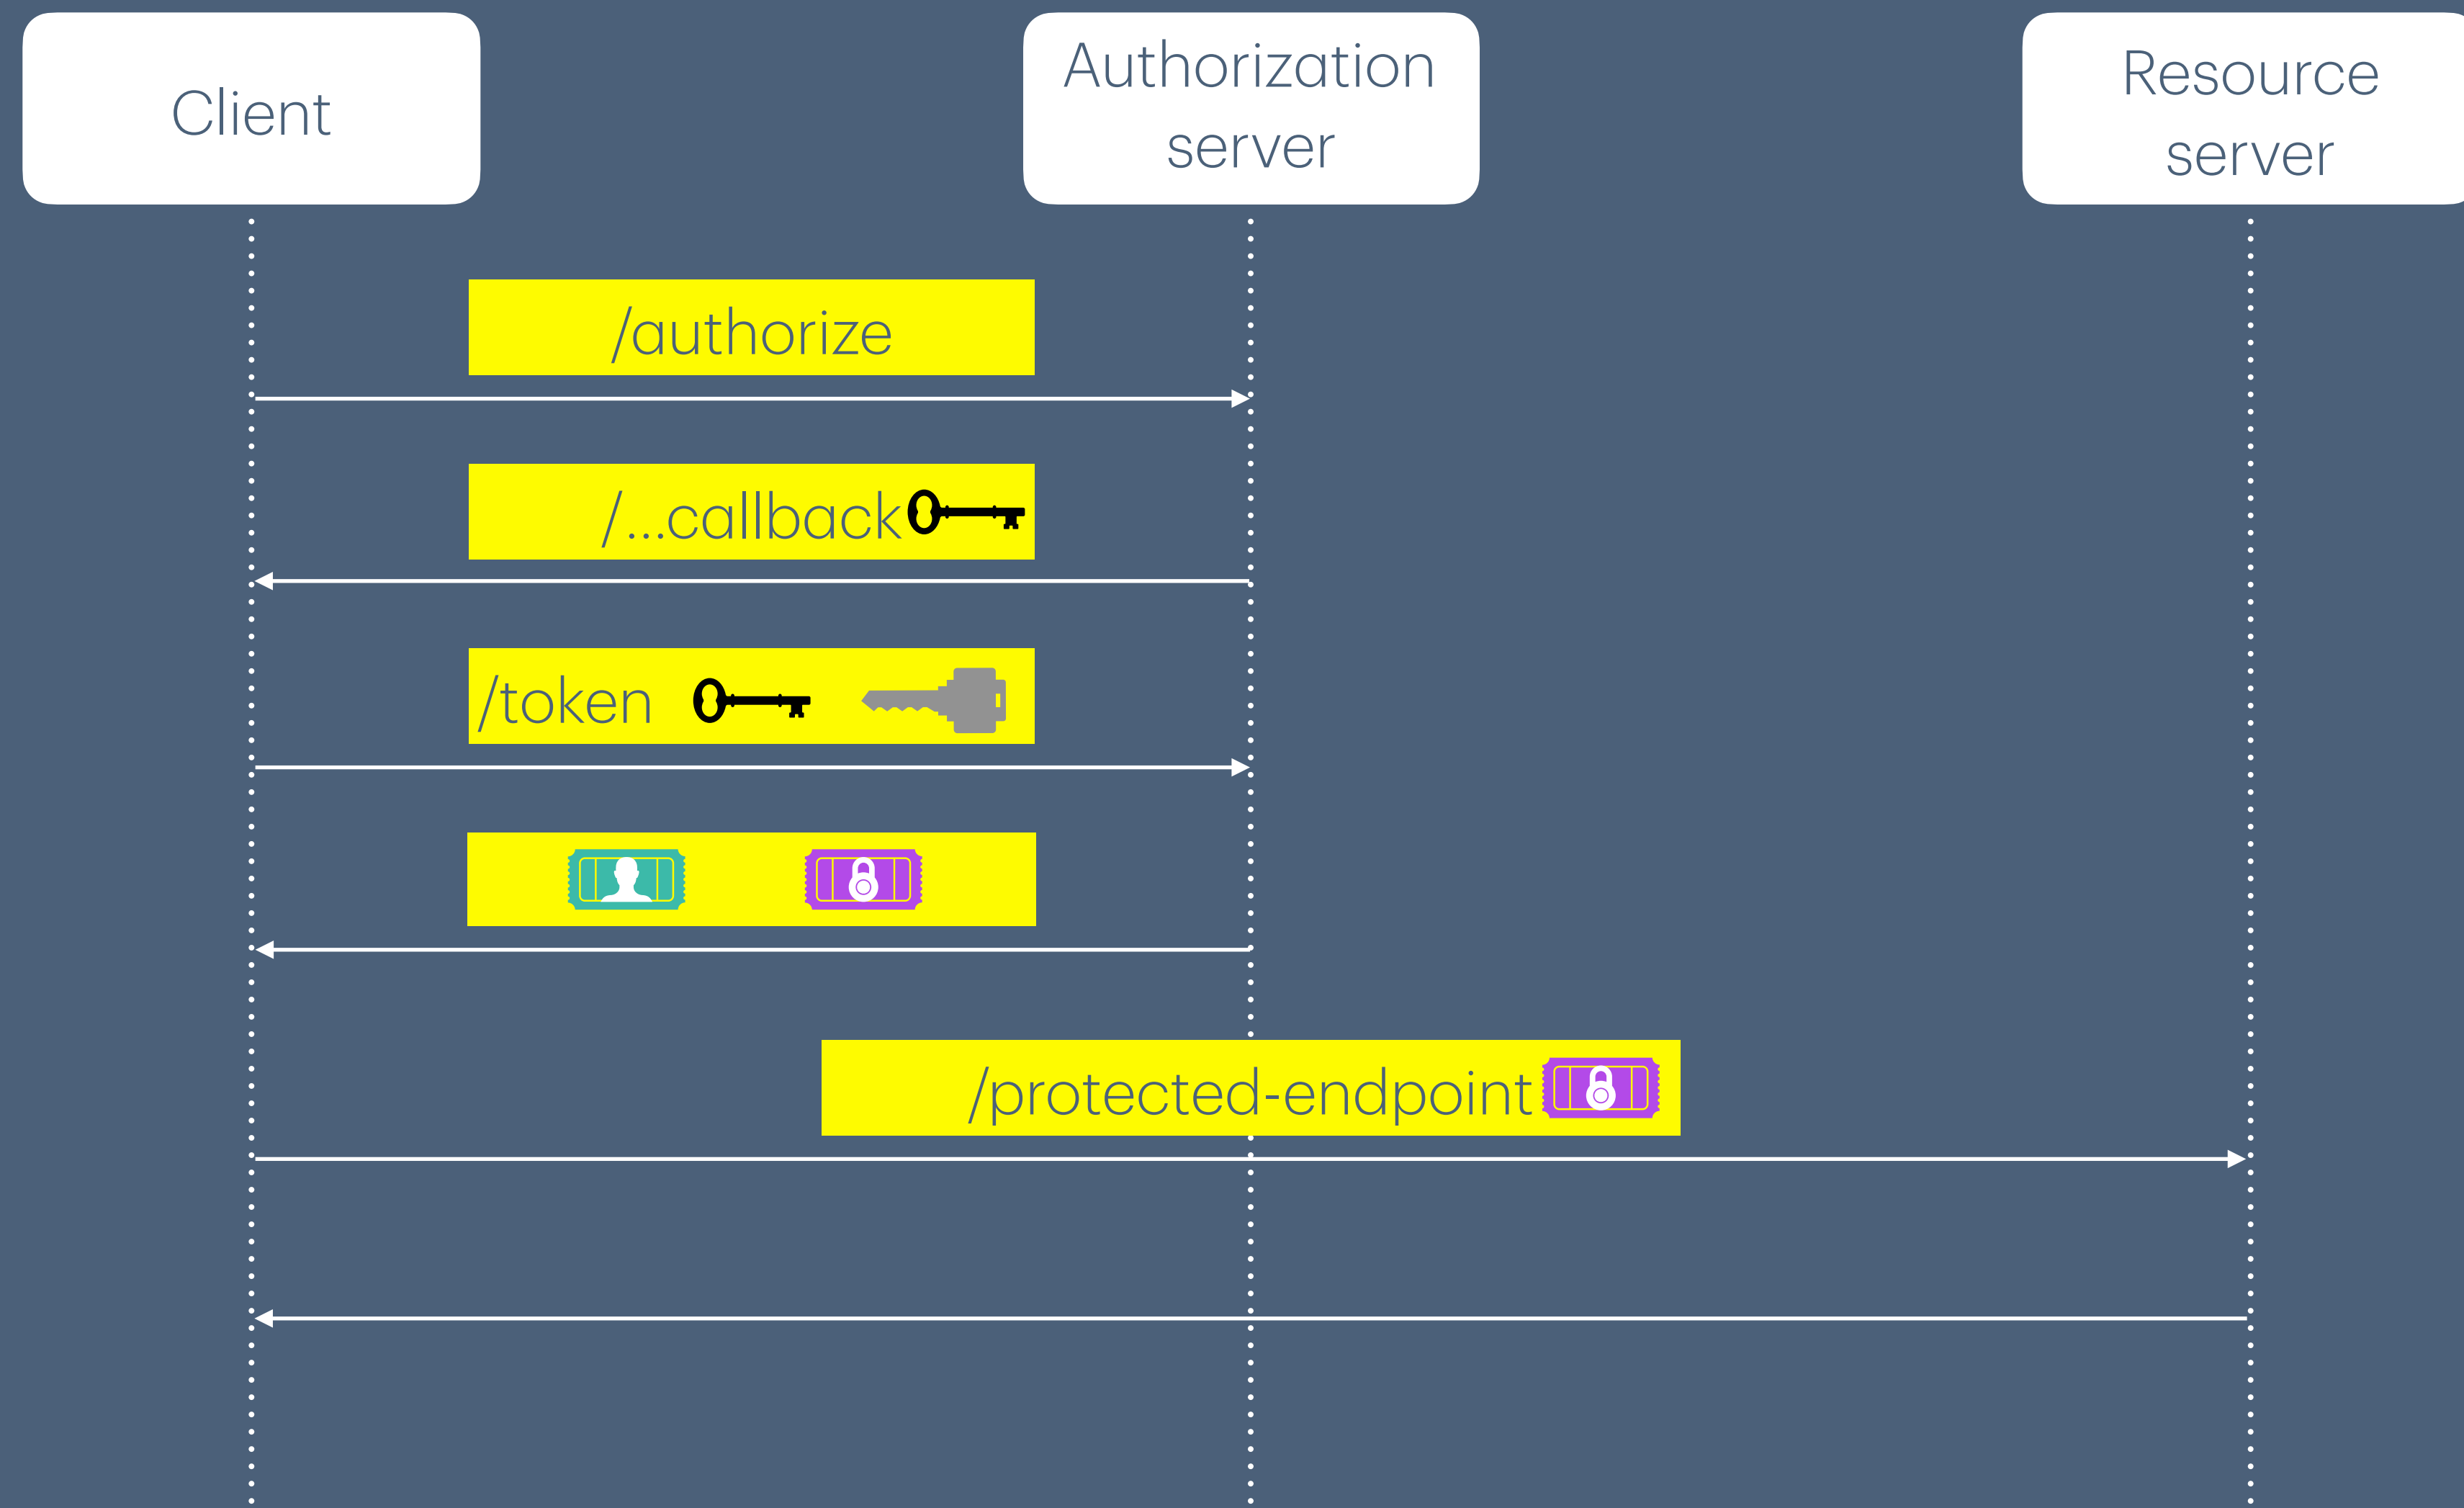 Client
Authorization
server
Resource
server
/authorize
/...callback
/token
/protected-endpoint